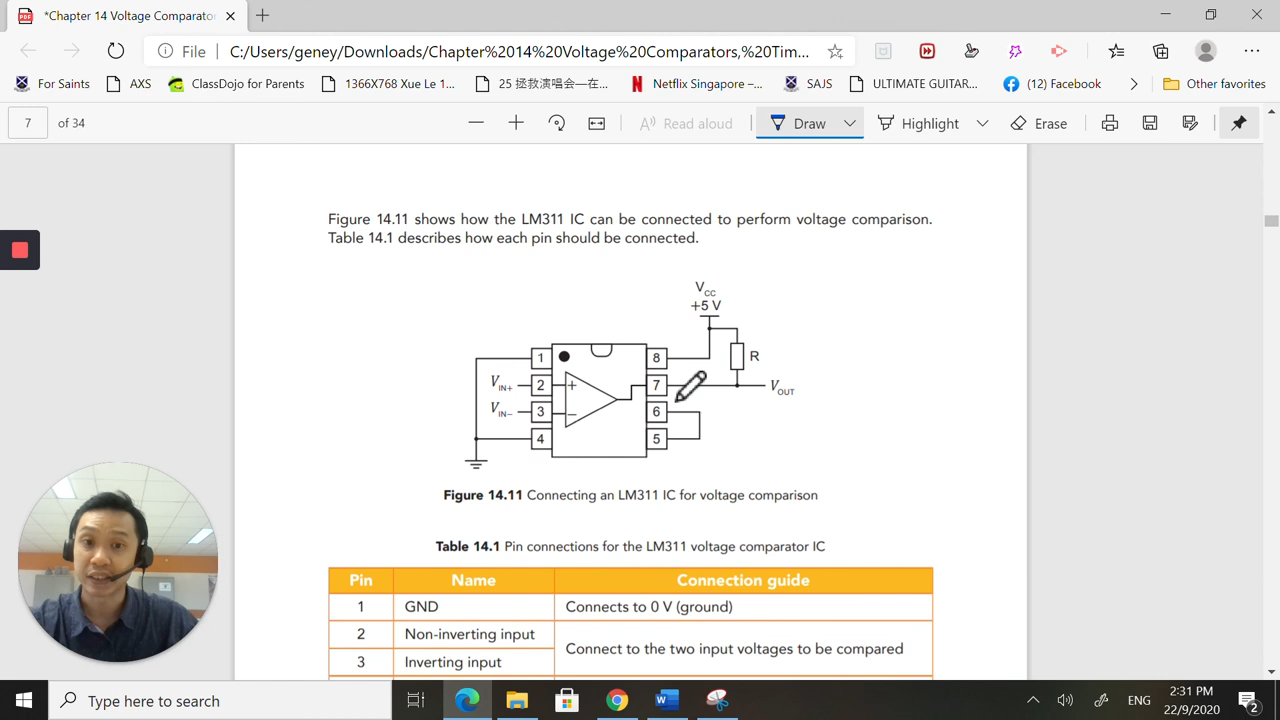 *Chapter 14 Voltage Comparato
File
C:/Users/geney/Downloads/Chapter%2014%20Voltage%20Comparators,%20Tim...
For Saints
AXS
ClassDojo for Parents
1366X768 Xue Le 1...
25 拯救演唱会—在...
Netflix Singapore –...
SAJS
ULTIMATE GUITAR...
(12) Facebook
Other favorites
7 of 34
Read aloud
Draw
Highlight
Erase
Figure 14.11 shows how the LM311 IC can be connected to perform voltage comparison.
Table 14.1 describes how each pin should be connected.
VCC
+5 V
1
8
R
VIN+
2
+
7
VOUT
VIN–
3
–
6
4
5
Figure 14.11 Connecting an LM311 IC for voltage comparison
Table 14.1 Pin connections for the LM311 voltage comparator IC
Pin Name Connection guide
1 GND Connects to 0 V (ground)
2 Non-inverting input
Connect to the two input voltages to be compared
3 Inverting input
Type here to search
ENG
2:31 PM
22/9/2020
2